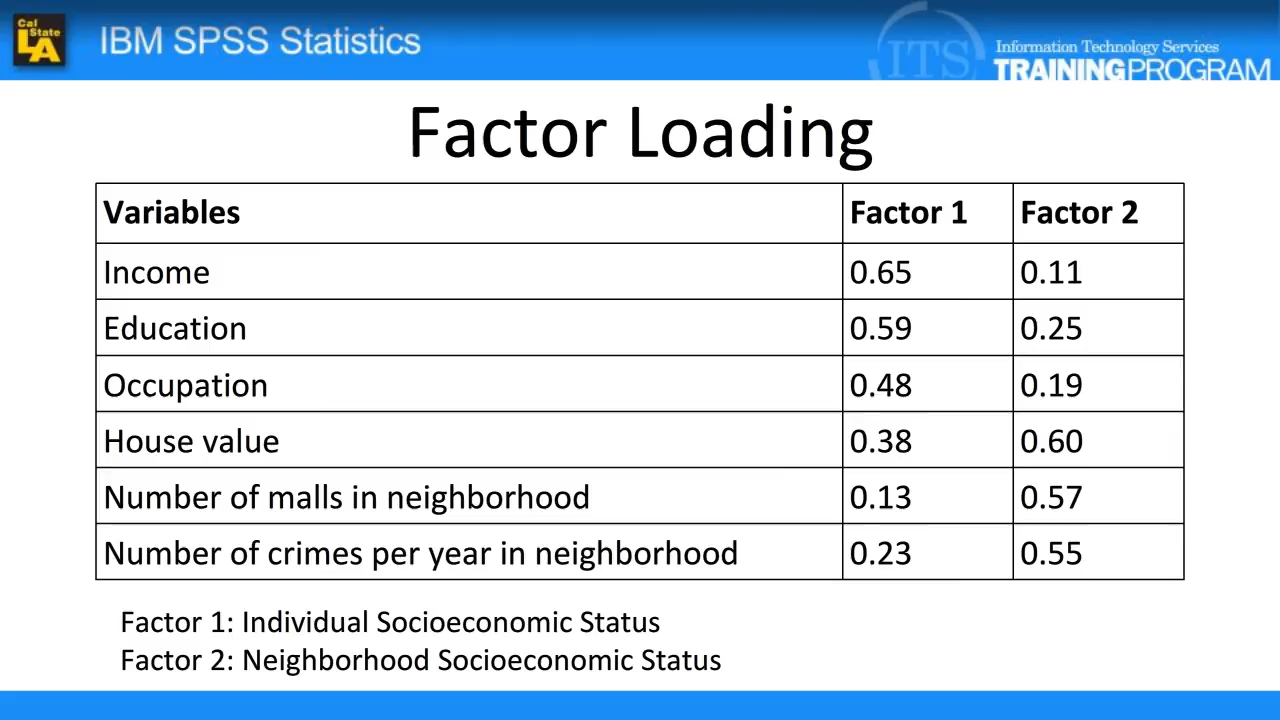 Cal
State
LA
IBM SPSS Statistics
ITS
Information Technology Services
TRAINING PROGRAM
Factor Loading
Variables Factor 1 Factor 2
Income 0.65 0.11
Education 0.59 0.25
Occupation 0.48 0.19
House value 0.38 0.60
Number of malls in neighborhood 0.13 0.57
Number of crimes per year in neighborhood 0.23 0.55
Factor 1: Individual Socioeconomic Status
Factor 2: Neighborhood Socioeconomic Status